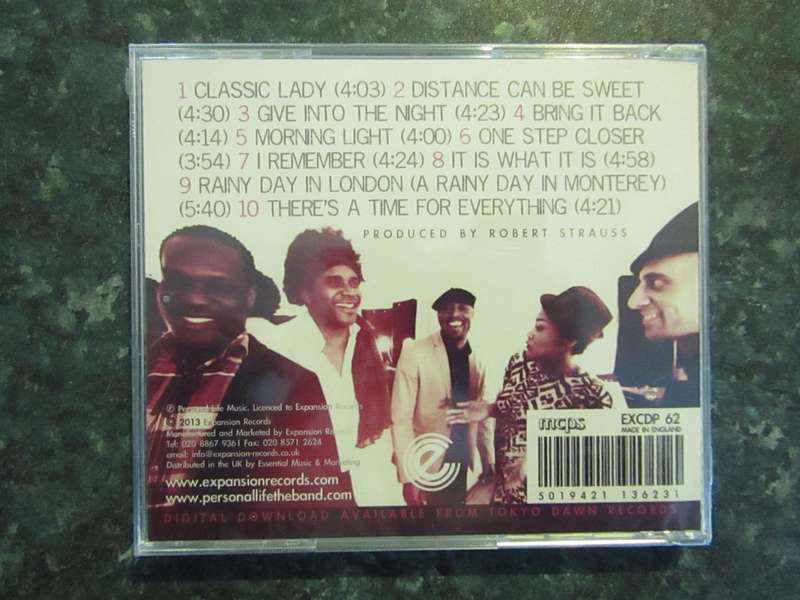 1 CLASSIC LADY (4:03) 2 DISTANCE CAN BE SWEET
(4:30) 3 GIVE INTO THE NIGHT (4:23) 4 BRING IT BACK
(4:14) 5 MORNING LIGHT (4:00) 6 ONE STEP CLOSER
(3:54) 7 I REMEMBER (4:24) 8 IT IS WHAT IT IS (4:58)
9 RAINY DAY IN LONDON (A RAINY DAY IN MONTEREY)
(5:40) 10 THERE'S A TIME FOR EVERYTHING (4:21)
PRODUCED BY ROBERT STRAUSS
℗ Personal Life Music. Licenced to Expansion Records
© 2013 Expansion Records
Manufactured and Marketed by Expansion
Tel: 020 8867 9361 Fax: 020 8571 2624
email: info@expansion-records.co.uk
Distributed in the UK by Essential Music & Marketing
www.expansionrecords.com
www.personallifetheband.com
mcps
EXCDP 62
MADE IN ENGLAND
5019421 136231
DIGITAL DOWNLOAD AVAILABLE FROM TOKYO DAWN RECORDS